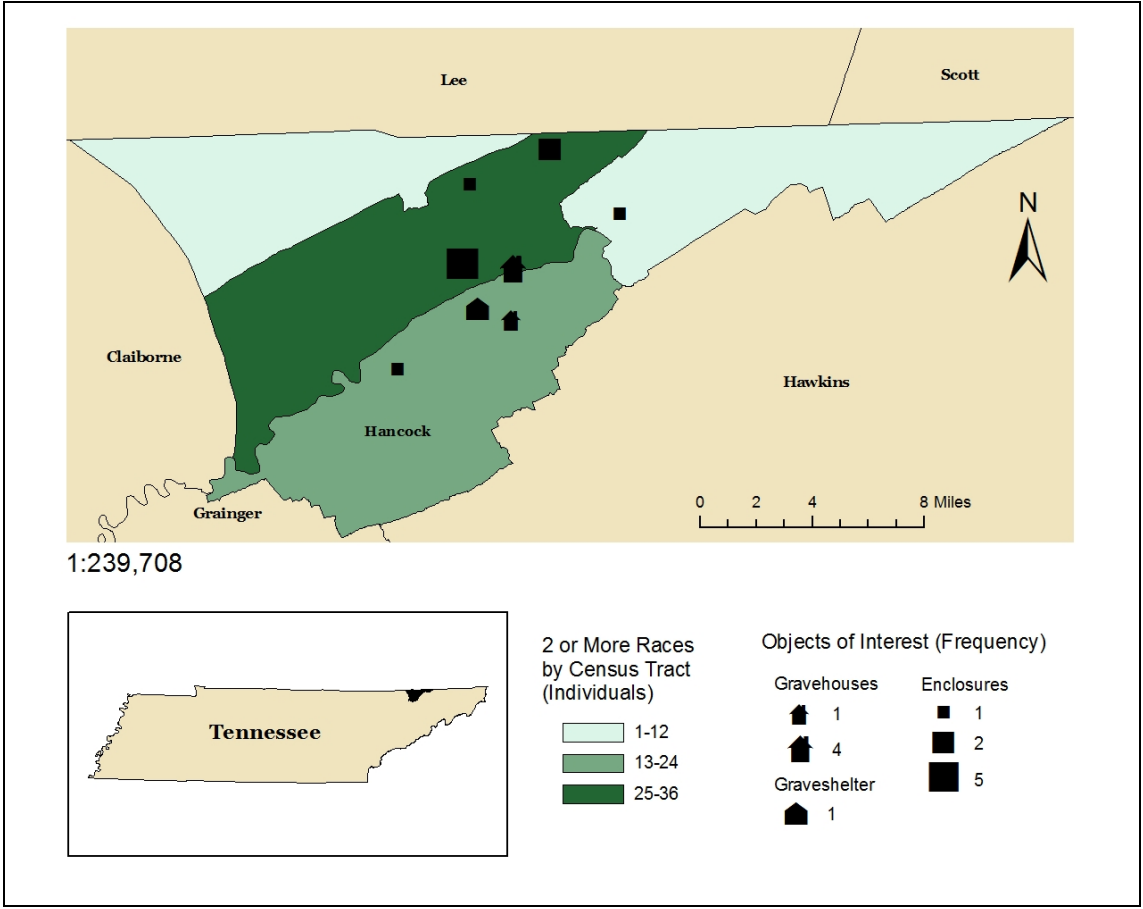 Lee
Scott
N
Claiborne
Hawkins
Hancock
Grainger
0 2 4 8 Miles
1:239,708
Tennessee
2 or More Races
by Census Tract
(Individuals)
1-12
13-24
25-36
Objects of Interest (Frequency)
Gravehouses
1
4
Graveshelter
1
Enclosures
1
2
5